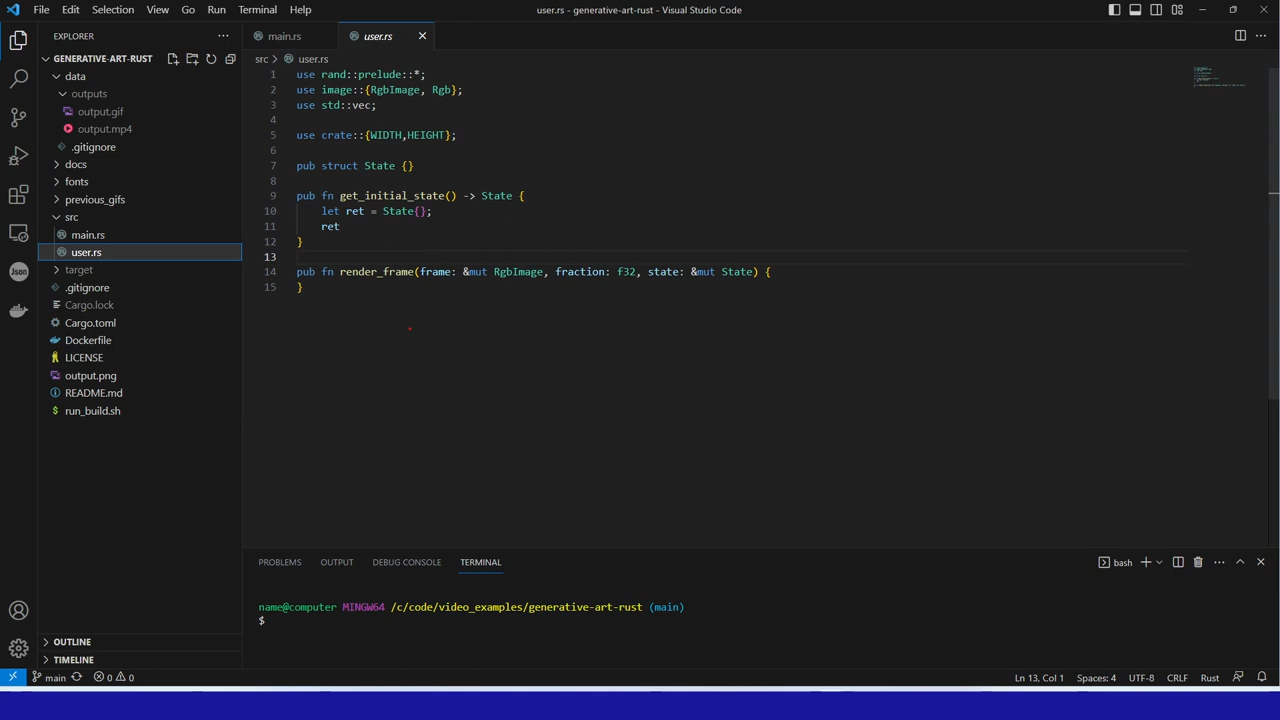 File Edit Selection View Go Run Terminal Help
user.rs - generative-art-rust - Visual Studio Code
EXPLORER
GENERATIVE-ART-RUST
data
outputs
output.gif
output.mp4
.gitignore
docs
fonts
previous_gifs
src
main.rs
user.rs
target
.gitignore
Cargo.lock
Cargo.toml
Dockerfile
LICENSE
output.png
README.md
run_build.sh
OUTLINE
TIMELINE
Json
main.rs user.rs
src > user.rs
1 use rand::prelude::*;
2 use image::{RgbImage, Rgb};
3 use std::vec;
4
5 use crate::{WIDTH,HEIGHT};
6
7 pub struct State {}
8
9 pub fn get_initial_state() -> State {
10 let ret = State{};
11 ret
12 }
13
14 pub fn render_frame(frame: &mut RgbImage, fraction: f32, state: &mut State) {
15 }
PROBLEMS OUTPUT DEBUG CONSOLE TERMINAL
bash
name@computer MINGW64 /c/code/video_examples/generative-art-rust (main)
$
main 0 0
Ln 13, Col 1 Spaces: 4 UTF-8 CRLF Rust